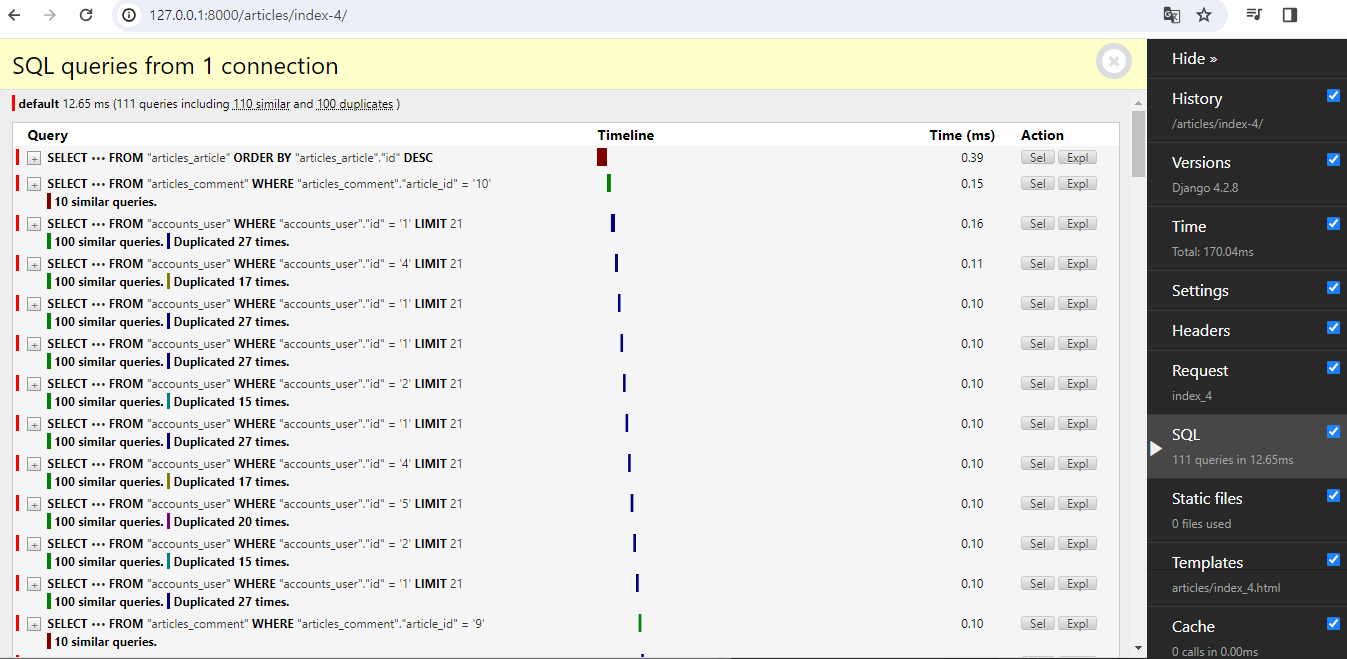 127.0.0.1:8000/articles/index-4/
SQL queries from 1 connection
default 12.65 ms (111 queries including 110 similar and 100 duplicates )
Query Timeline Time (ms) Action
+ SELECT ••• FROM "articles_article" ORDER BY "articles_article"."id" DESC 0.39 Sel Expl
+ SELECT ••• FROM "articles_comment" WHERE "articles_comment"."article_id" = '10' 0.15 Sel Expl
10 similar queries.
+ SELECT ••• FROM "accounts_user" WHERE "accounts_user"."id" = '1' LIMIT 21 0.16 Sel Expl
100 similar queries. Duplicated 27 times.
+ SELECT ••• FROM "accounts_user" WHERE "accounts_user"."id" = '4' LIMIT 21 0.11 Sel Expl
100 similar queries. Duplicated 17 times.
+ SELECT ••• FROM "accounts_user" WHERE "accounts_user"."id" = '1' LIMIT 21 0.10 Sel Expl
100 similar queries. Duplicated 27 times.
+ SELECT ••• FROM "accounts_user" WHERE "accounts_user"."id" = '1' LIMIT 21 0.10 Sel Expl
100 similar queries. Duplicated 27 times.
+ SELECT ••• FROM "accounts_user" WHERE "accounts_user"."id" = '2' LIMIT 21 0.10 Sel Expl
100 similar queries. Duplicated 15 times.
+ SELECT ••• FROM "accounts_user" WHERE "accounts_user"."id" = '1' LIMIT 21 0.10 Sel Expl
100 similar queries. Duplicated 27 times.
+ SELECT ••• FROM "accounts_user" WHERE "accounts_user"."id" = '4' LIMIT 21 0.10 Sel Expl
100 similar queries. Duplicated 17 times.
+ SELECT ••• FROM "accounts_user" WHERE "accounts_user"."id" = '5' LIMIT 21 0.10 Sel Expl
100 similar queries. Duplicated 20 times.
+ SELECT ••• FROM "accounts_user" WHERE "accounts_user"."id" = '2' LIMIT 21 0.10 Sel Expl
100 similar queries. Duplicated 15 times.
+ SELECT ••• FROM "accounts_user" WHERE "accounts_user"."id" = '1' LIMIT 21 0.10 Sel Expl
100 similar queries. Duplicated 27 times.
+ SELECT ••• FROM "articles_comment" WHERE "articles_comment"."article_id" = '9' 0.10 Sel Expl
10 similar queries.
Hide »
History
/articles/index-4/
Versions
Django 4.2.8
Time
Total: 170.04ms
Settings
Headers
Request
index_4
SQL
111 queries in 12.65ms
Static files
0 files used
Templates
articles/index_4.html
Cache
0 calls in 0.00ms